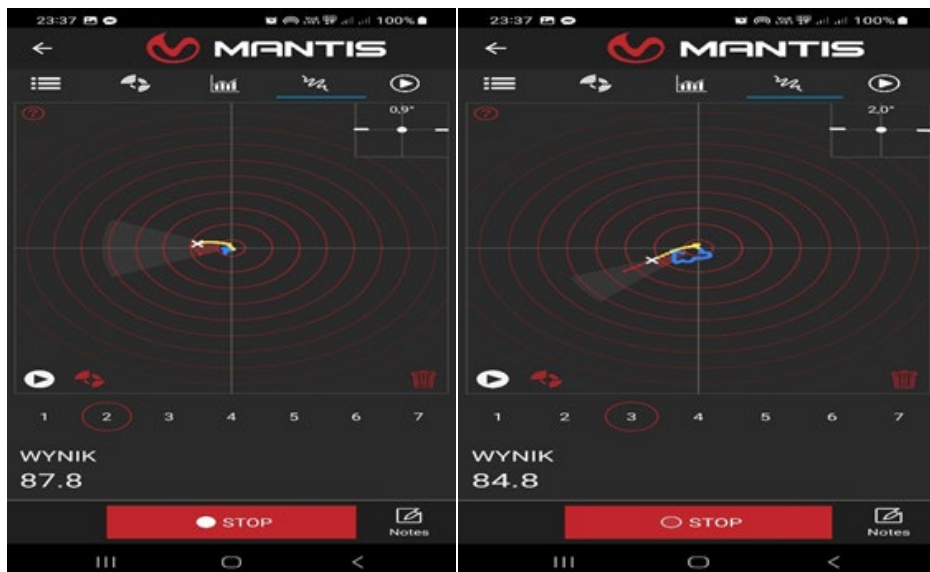 23:37 100%
MANTIS
?
0,9°
1 2 3 4 5 6 7
WYNIK
87.8
STOP
Notes
23:37 100%
MANTIS
?
2,0°
1 2 3 4 5 6 7
WYNIK
84.8
STOP
Notes